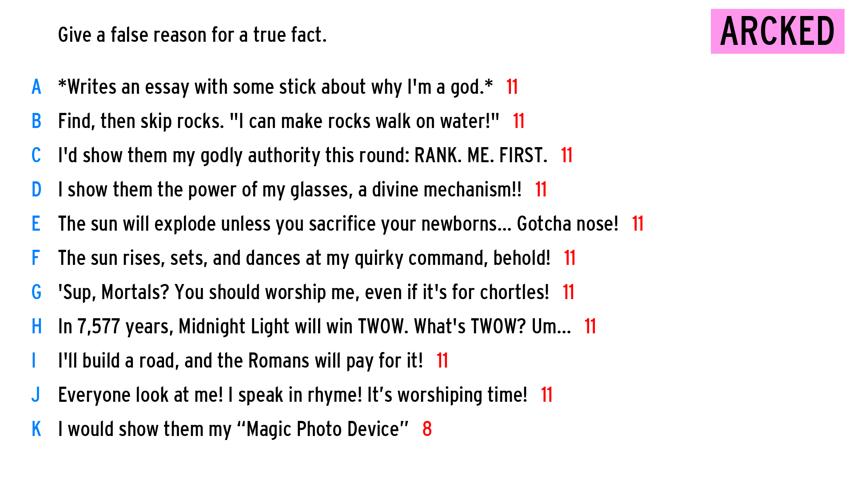 Give a false reason for a true fact.
ARCKED
A *Writes an essay with some stick about why I'm a god.* 11
B Find, then skip rocks. "I can make rocks walk on water!" 11
C I'd show them my godly authority this round: RANK. ME. FIRST. 11
D I show them the power of my glasses, a divine mechanism!! 11
E The sun will explode unless you sacrifice your newborns... Gotcha nose! 11
F The sun rises, sets, and dances at my quirky command, behold! 11
G 'Sup, Mortals? You should worship me, even if it's for chortles! 11
H In 7,577 years, Midnight Light will win TWOW. What's TWOW? Um... 11
I I'll build a road, and the Romans will pay for it! 11
J Everyone look at me! I speak in rhyme! It’s worshiping time! 11
K I would show them my “Magic Photo Device” 8